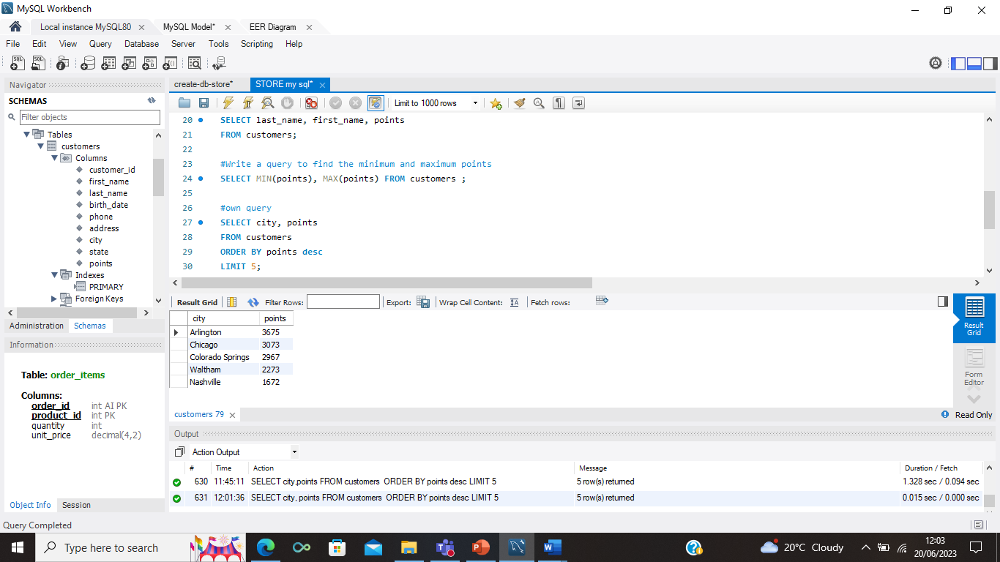 MySQL Workbench
Local instance MySQL80
MySQL Model*
EER Diagram
File Edit View Query Database Server Tools Scripting Help
Navigator
SCHEMAS
Filter objects
Tables
customers
Columns
customer_id
first_name
last_name
birth_date
phone
address
city
state
points
Indexes
PRIMARY
Foreign Keys
Administration Schemas
Information
Table: order_items
Columns:
order_id int AI PK
product_id int PK
quantity int
unit_price decimal(4,2)
Object Info Session
create-db-store*
STORE my sql*
Limit to 1000 rows
20 SELECT last_name, first_name, points
21 FROM customers;
22
23 #Write a query to find the minimum and maximum points
24 SELECT MIN(points), MAX(points) FROM customers ;
25
26 #own query
27 SELECT city, points
28 FROM customers
29 ORDER BY points desc
30 LIMIT 5;
Result Grid Filter Rows: Export: Wrap Cell Content: Fetch rows:
city points
Arlington 3675
Chicago 3073
Colorado Springs 2967
Waltham 2273
Nashville 1672
Result
Grid
Form
Editor
customers 79
Read Only
Output
Action Output
# Time Action Message Duration / Fetch
630 11:45:11 SELECT city,points FROM customers ORDER BY points desc LIMIT 5 5 row(s) returned 1.328 sec / 0.094 sec
631 12:01:36 SELECT city, points FROM customers ORDER BY points desc LIMIT 5 5 row(s) returned 0.015 sec / 0.000 sec
Query Completed
Type here to search
20°C Cloudy
12:03
20/06/2023